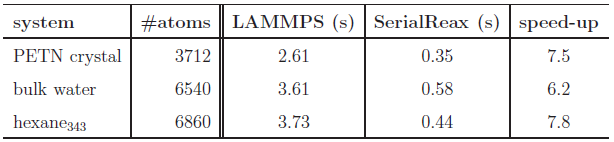 system #atoms LAMMPS (s) SerialReax (s) speed-up
PETN crystal 3712 2.61 0.35 7.5
bulk water 6540 3.61 0.58 6.2
hexane₃₄₃ 6860 3.73 0.44 7.8